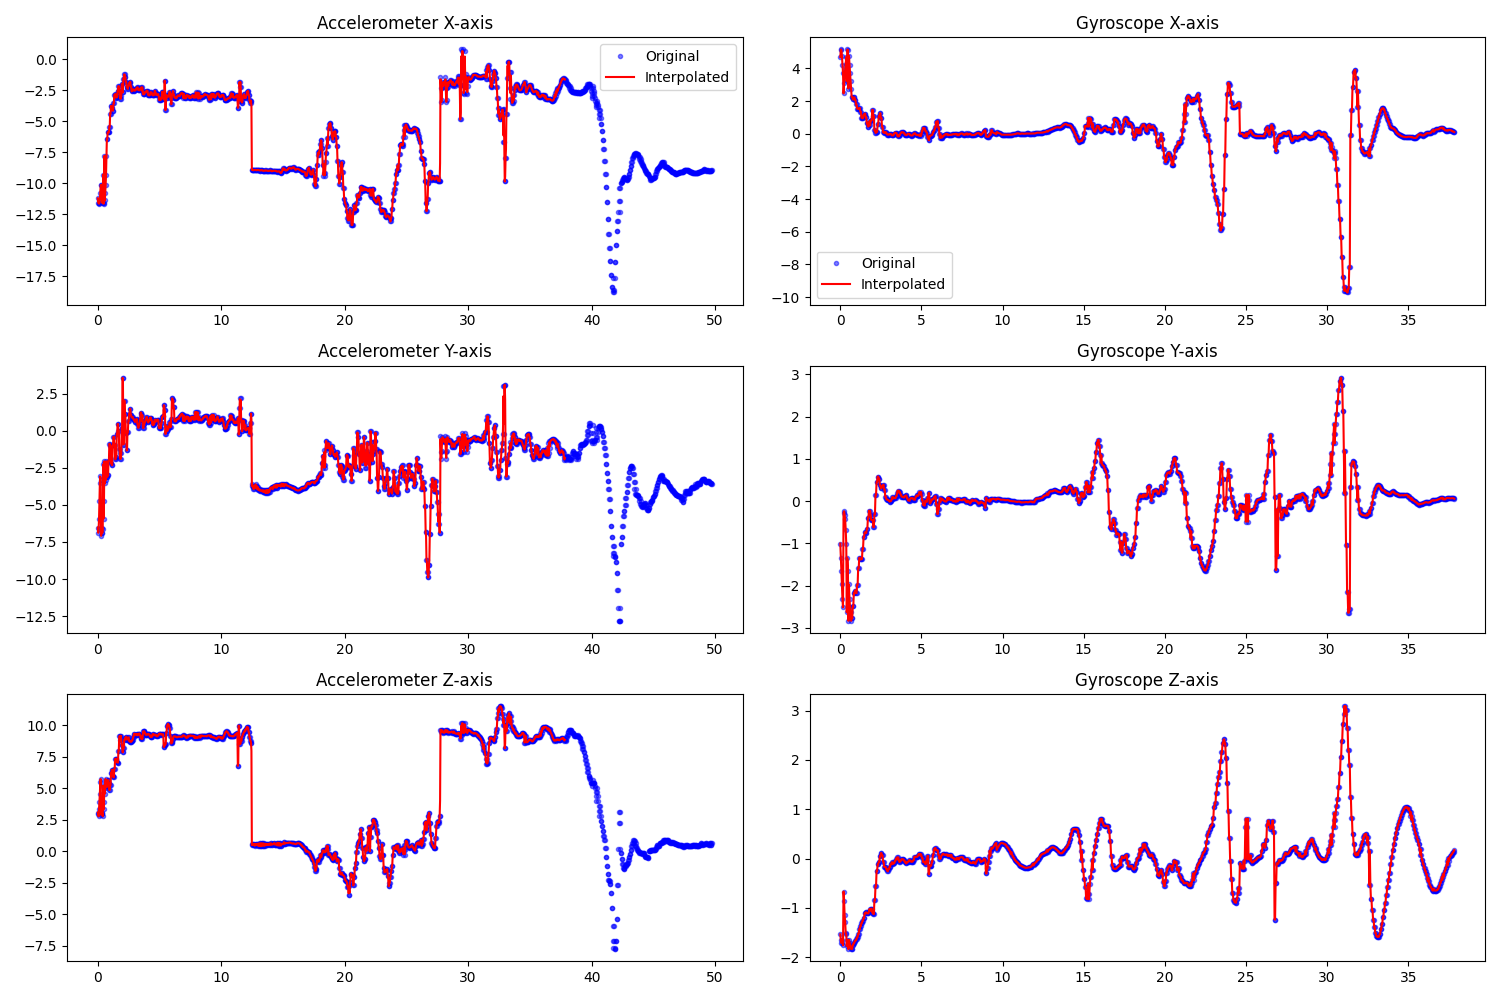 Accelerometer X-axis
0.0
−2.5
−5.0
−7.5
−10.0
−12.5
−15.0
−17.5
Original
Interpolated
0 10 20 30 40 50
Gyroscope X-axis
4
2
0
−2
−4
−6
−8
−10
Original
Interpolated
0 5 10 15 20 25 30 35
Accelerometer Y-axis
2.5
0.0
−2.5
−5.0
−7.5
−10.0
−12.5
0 10 20 30 40 50
Gyroscope Y-axis
3
2
1
0
−1
−2
−3
0 5 10 15 20 25 30 35
Accelerometer Z-axis
10.0
7.5
5.0
2.5
0.0
−2.5
−5.0
−7.5
0 10 20 30 40 50
Gyroscope Z-axis
3
2
1
0
−1
−2
0 5 10 15 20 25 30 35